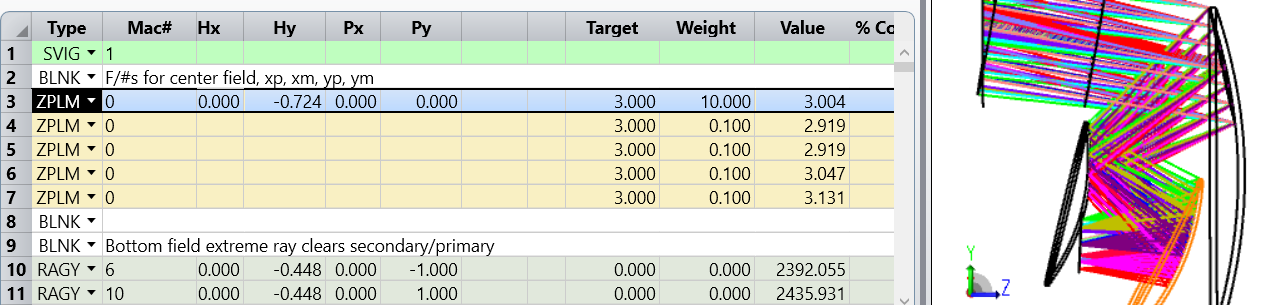 Type Mac# Hx Hy Px Py Target Weight Value % Co
1 SVIG 1
2 BLNK F/#s for center field, xp, xm, yp, ym
3 ZPLM 0 0.000 -0.724 0.000 0.000 3.000 10.000 3.004
4 ZPLM 0 3.000 0.100 2.919
5 ZPLM 0 3.000 0.100 2.919
6 ZPLM 0 3.000 0.100 3.047
7 ZPLM 0 3.000 0.100 3.131
8 BLNK
9 BLNK Bottom field extreme ray clears secondary/primary
10 RAGY 6 0.000 -0.448 0.000 -1.000 0.000 0.000 2392.055
11 RAGY 10 0.000 -0.448 0.000 1.000 0.000 0.000 2435.931
Y
Z